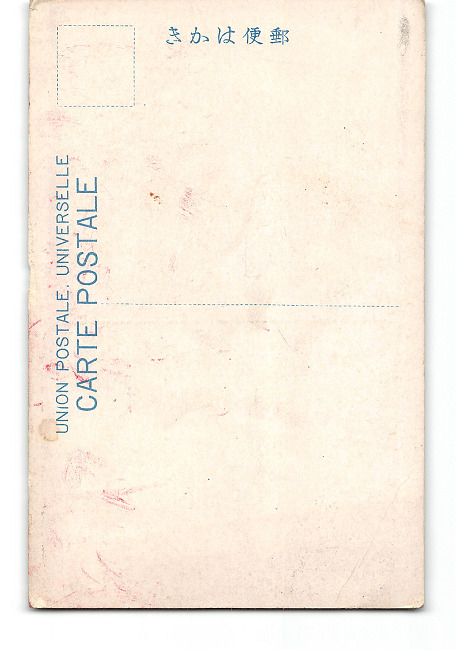 郵便はかき
UNION POSTALE. UNIVERSELLE
CARTE POSTALE